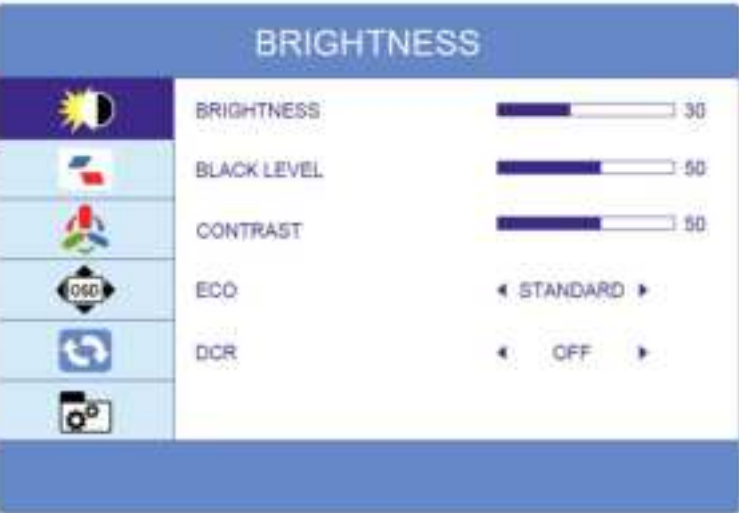 BRIGHTNESS
BRIGHTNESS 30
BLACK LEVEL 50
CONTRAST 50
ECO STANDARD
OSD
DCR OFF